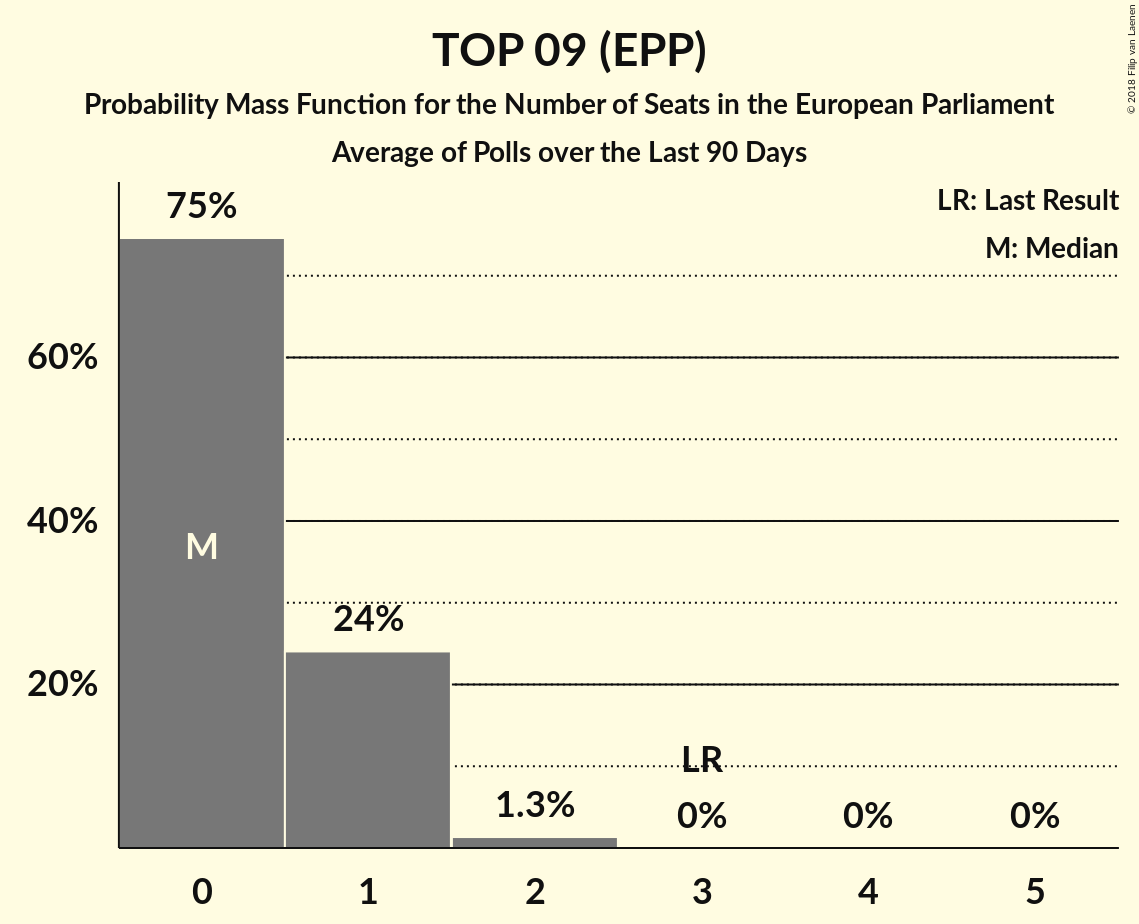 TOP 09 (EPP)
Probability Mass Function for the Number of Seats in the European Parliament
Average of Polls over the Last 90 Days
© 2018 Filip van Laenen
LR: Last Result
M: Median
75%
60%
40%
M
24%
20%
LR
1.3%
0%
0%
0%
0
1
2
3
4
5